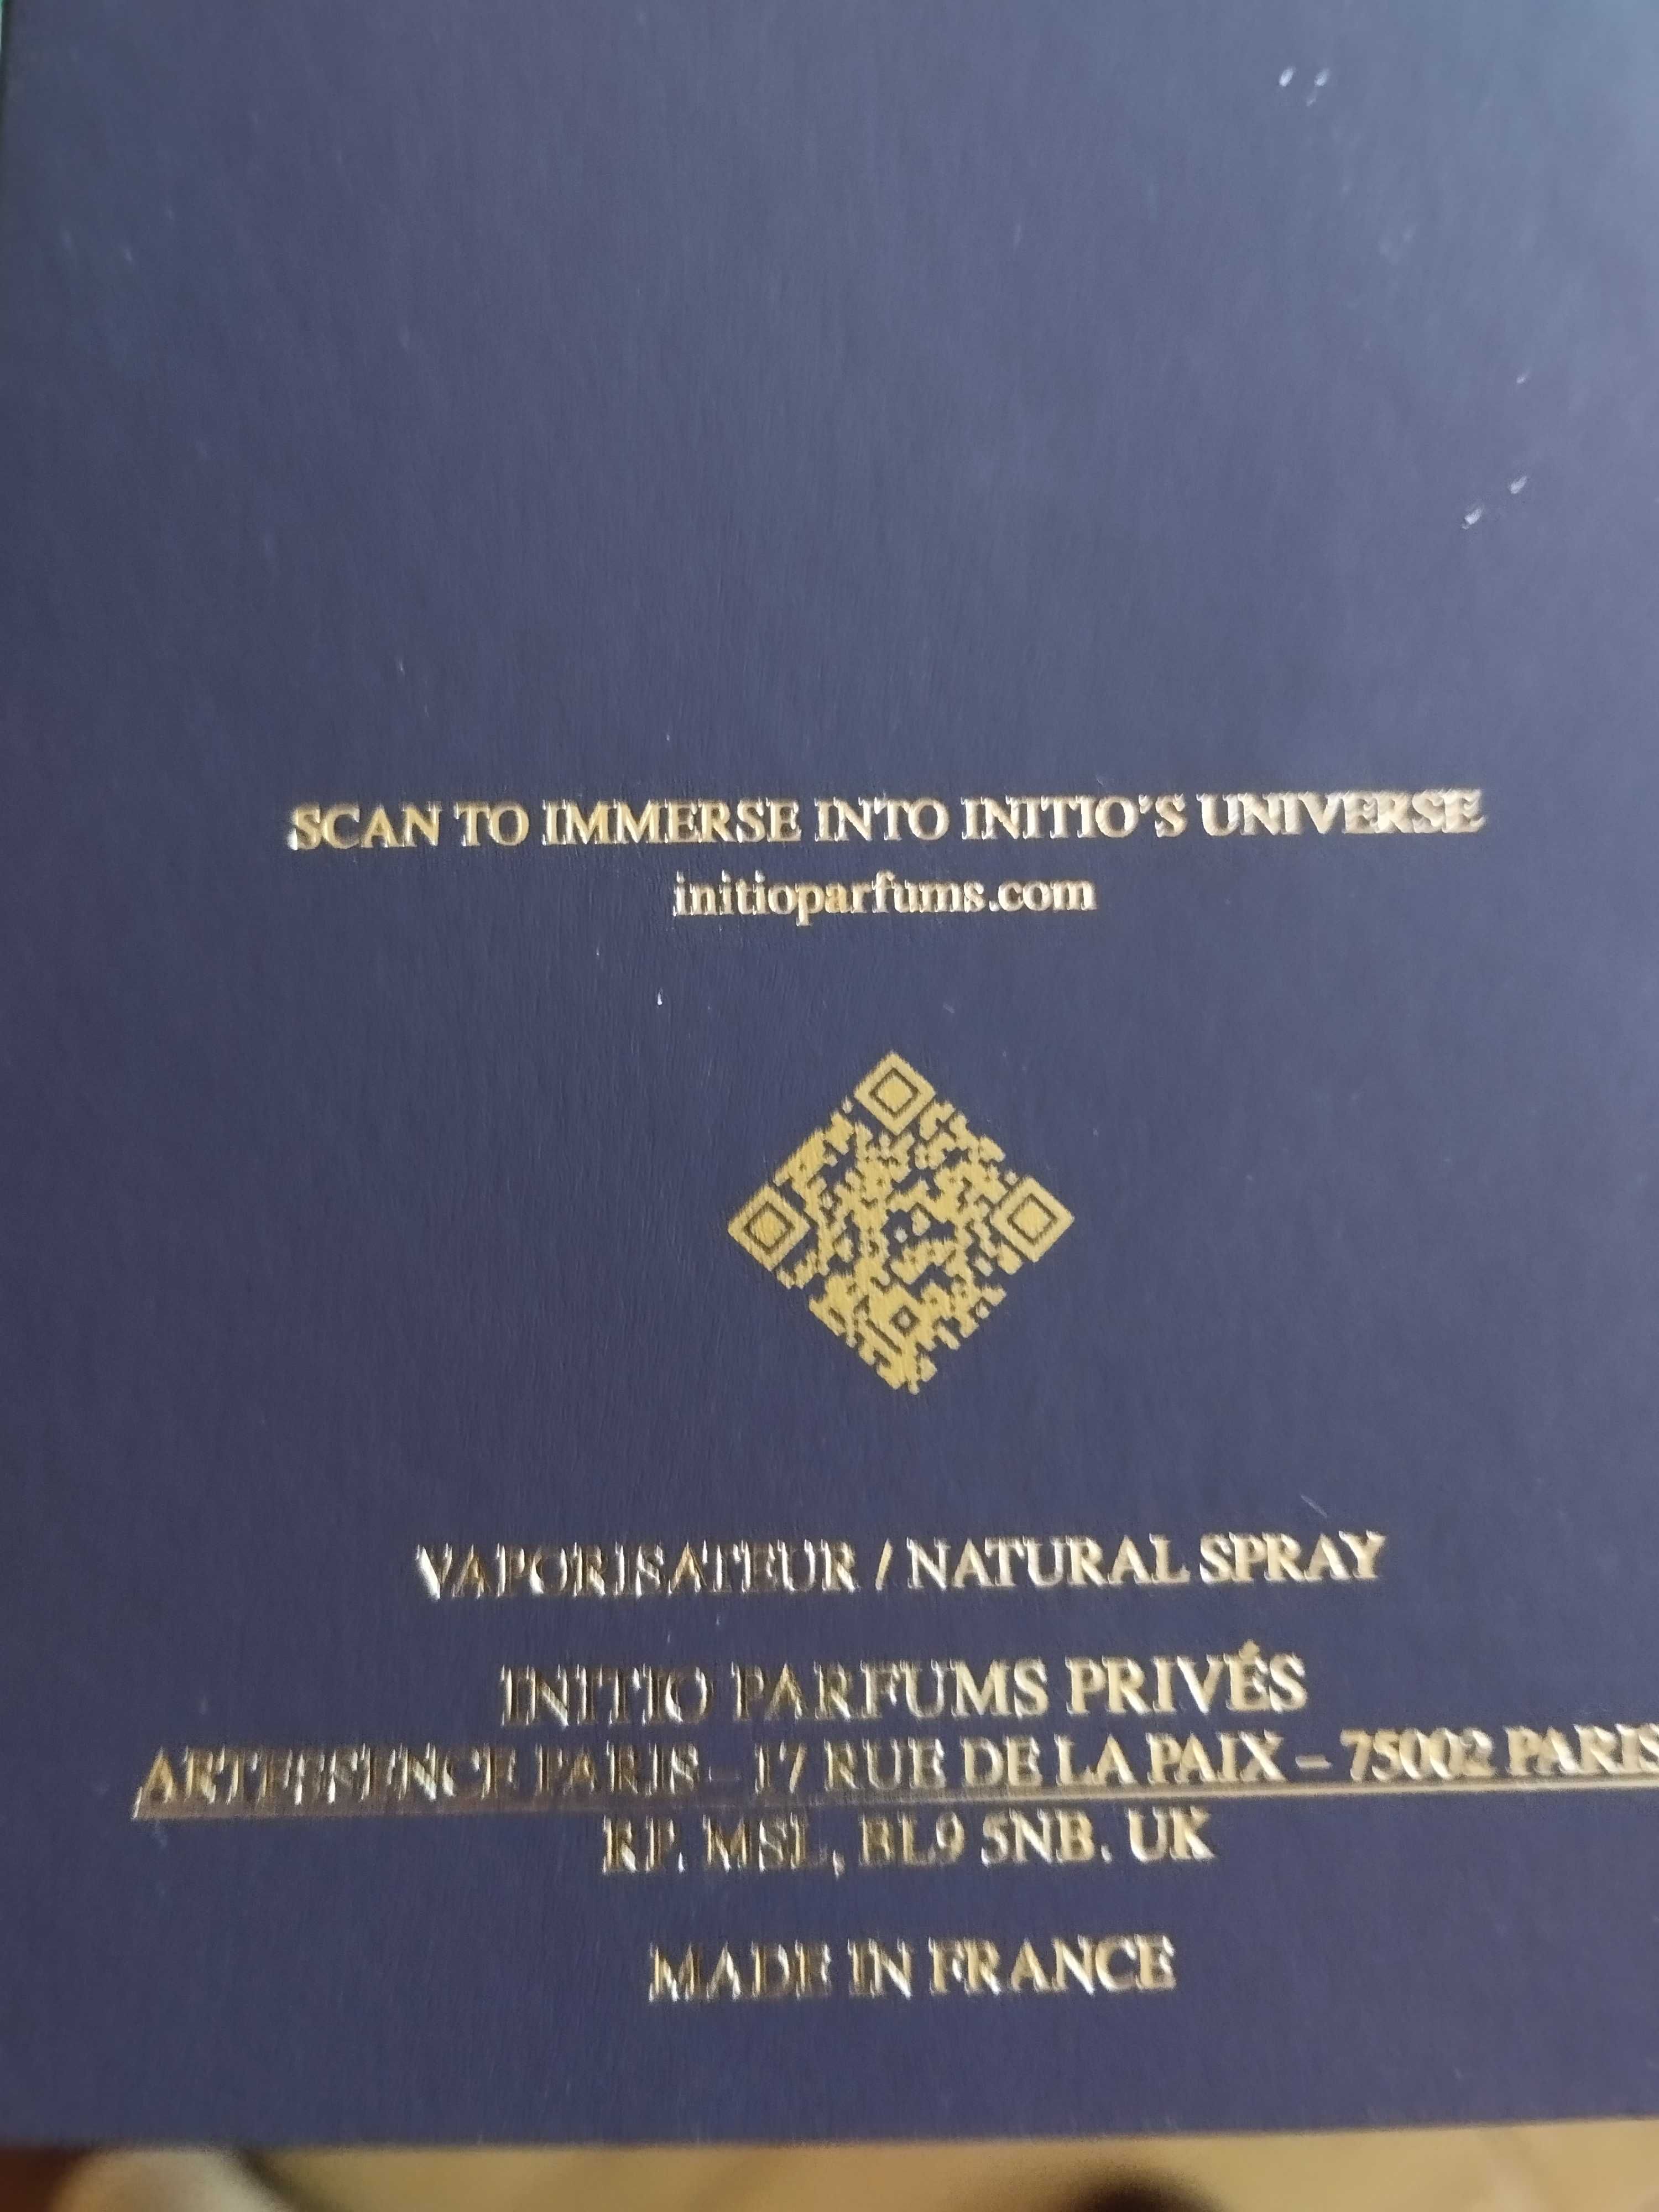 SCAN TO IMMERSE INTO INITIO'S UNIVERSE
initioparfums.com
VAPORISATEUR / NATURAL SPRAY
INITIO PARFUMS PRIVÉS
ARTESSENCE PARIS – 17 RUE DE LA PAIX – 75002 PARIS
RP. MSL, BL9 5NB. UK
MADE IN FRANCE